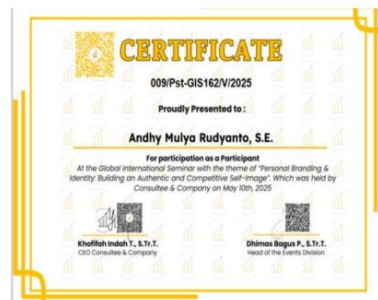 CERTIFICATE
009/Pst-GIS162/V/2025
Proudly Presented to :
Andhy Mulya Rudyanto, S.E.
For participation as a Participant
At the Global International Seminar with the theme of "Personal Branding &
Identity: Building an Authentic and Competitive Self-Image". Which was held by
Consultee & Company on May 10th, 2025
Khofifah Indah T., S.Tr.T.
CEO Consultee & Company
Dhimas Bagus P., S.Tr.T.
Head of the Events Division